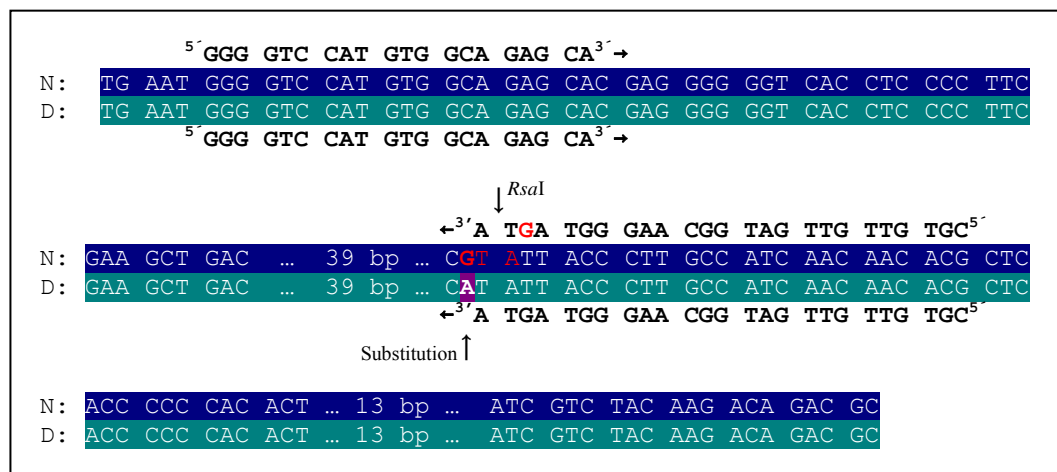 5´GGG GTC CAT GTG GCA GAG CA3´→
N: TG AAT GGG GTC CAT GTG GCA GAG CAC GAG GGG GGT CAC CTC CCC TTC
D: TG AAT GGG GTC CAT GTG GCA GAG CAC GAG GGG GGT CAC CTC CCC TTC
5´GGG GTC CAT GTG GCA GAG CA3´→
↓RsaI
←3'A TGA TGG GAA CGG TAG TTG TTG TGC5´
N: GAA GCT GAC … 39 bp … CGT ATT ACC CTT GCC ATC AAC AAC ACG CTC
D: GAA GCT GAC … 39 bp … CAT ATT ACC CTT GCC ATC AAC AAC ACG CTC
←3'A TGA TGG GAA CGG TAG TTG TTG TGC5´
Substitution↑
N: ACC CCC CAC ACT … 13 bp … ATC GTC TAC AAG ACA GAC GC
D: ACC CCC CAC ACT … 13 bp … ATC GTC TAC AAG ACA GAC GC